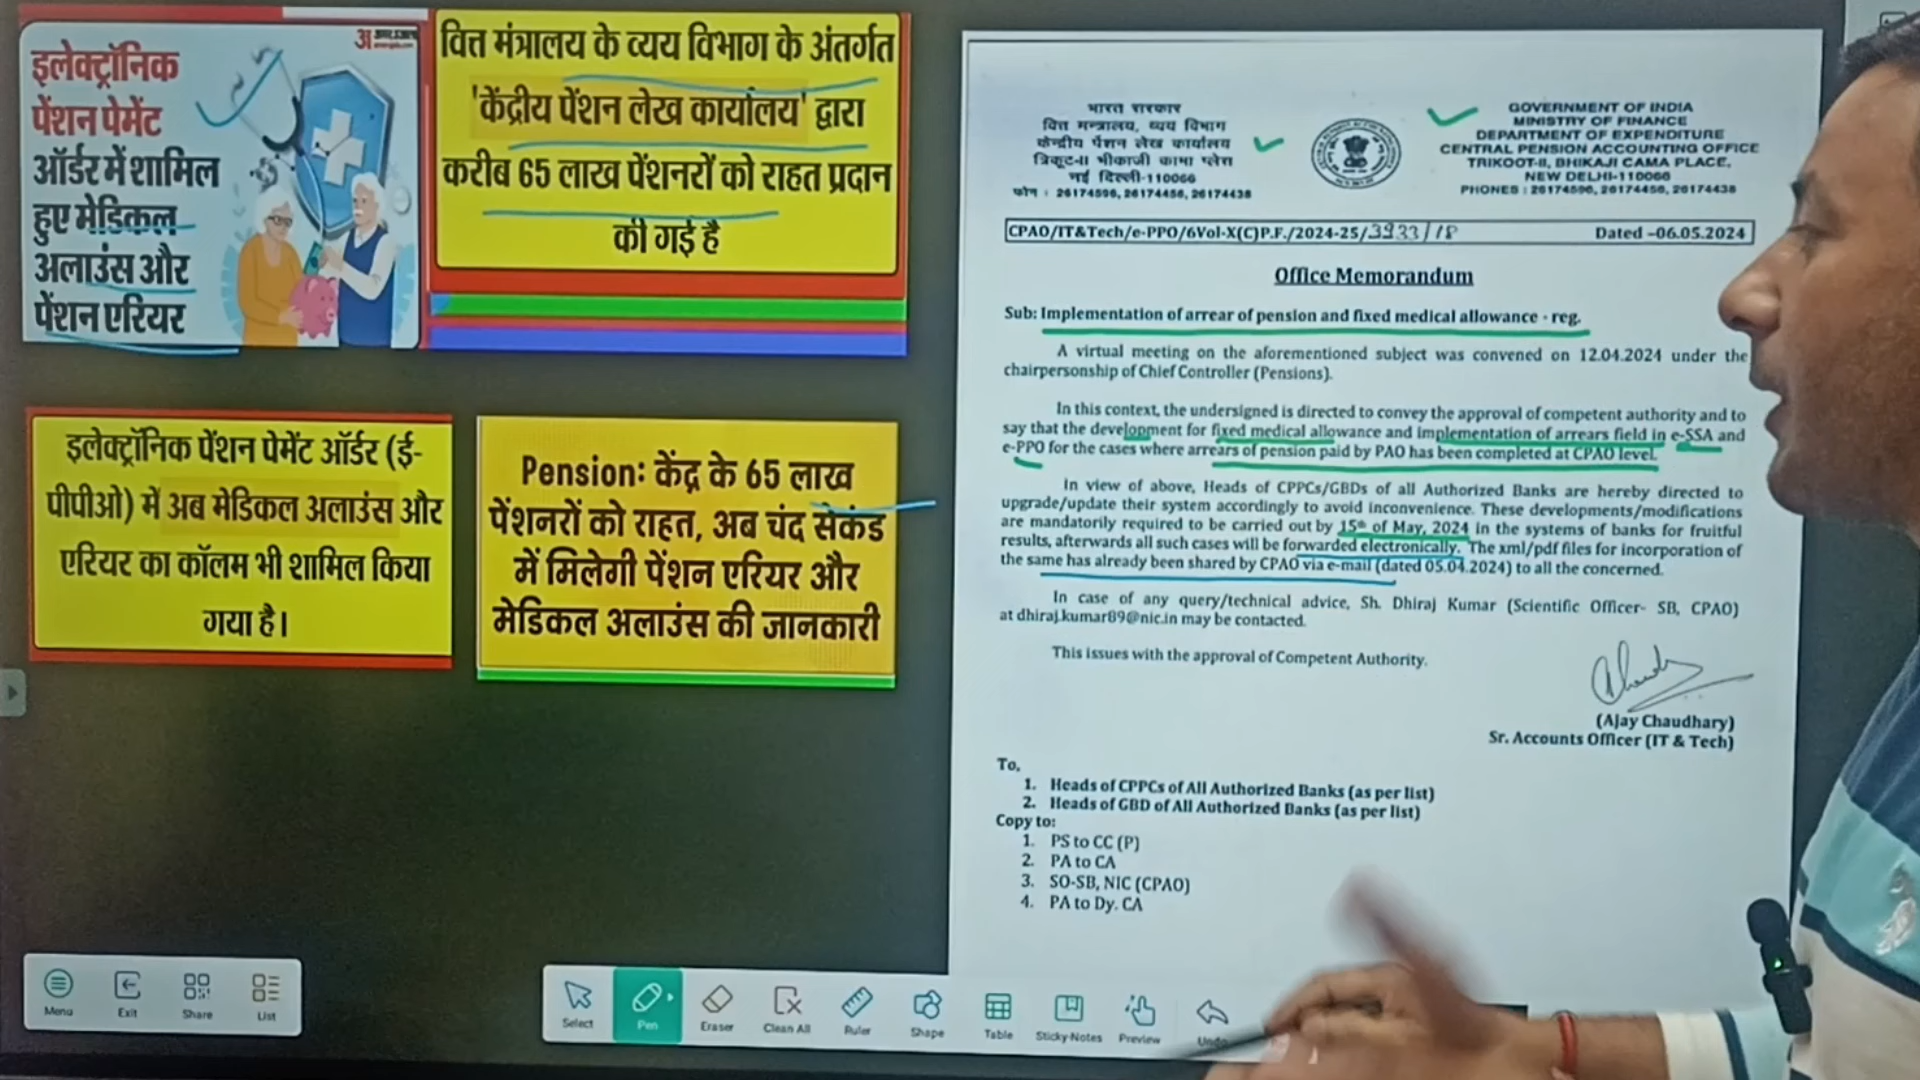 इलेक्ट्रॉनिक
पेंशन पेमेंट
ऑर्डर में शामिल
हुए मेडिकल
अलाउंस और
पेंशन एरियर
वित्त मंत्रालय के व्यय विभाग के अंतर्गत
'केंद्रीय पेंशन लेख कार्यालय' द्वारा
करीब 65 लाख पेंशनरों को राहत प्रदान
की गई है
इलेक्ट्रॉनिक पेंशन पेमेंट ऑर्डर (ई-
पीपीओ) में अब मेडिकल अलाउंस और
एरियर का कॉलम भी शामिल किया
गया है।
Pension: केंद्र के 65 लाख
पेंशनरों को राहत, अब चंद सेकंड
में मिलेगी पेंशन एरियर और
मेडिकल अलाउंस की जानकारी
भारत सरकार
वित्त मन्त्रालय, व्यय विभाग
केन्द्रीय पेंशन लेखा कार्यालय
त्रिकूट-II भीकाजी कामा प्लेस
नई दिल्ली-110066
फोन : 26174596, 26174456, 26174438
GOVERNMENT OF INDIA
MINISTRY OF FINANCE
DEPARTMENT OF EXPENDITURE
CENTRAL PENSION ACCOUNTING OFFICE
TRIKOOT-II, BHIKAJI CAMA PLACE,
NEW DELHI-110066
PHONES : 26174596, 26174456, 26174438
CPAO/IT&Tech/e-PPO/6Vol-X(C)P.F./2024-25/3933/18 Dated -06.05.2024
Office Memorandum
Sub: Implementation of arrear of pension and fixed medical allowance - reg.
A virtual meeting on the aforementioned subject was convened on 12.04.2024 under the
chairpersonship of Chief Controller (Pensions).
In this context, the undersigned is directed to convey the approval of competent authority and to
say that the development for fixed medical allowance and implementation of arrears field in e-SSA and
e-PPO for the cases where arrears of pension paid by PAO has been completed at CPAO level.
In view of above, Heads of CPPCs/GBDs of all Authorized Banks are hereby directed to
upgrade/update their system accordingly to avoid inconvenience. These developments/modifications
are mandatorily required to be carried out by 15th of May, 2024 in the systems of banks for fruitful
results, afterwards all such cases will be forwarded electronically. The xml/pdf files for incorporation of
the same has already been shared by CPAO via e-mail (dated 05.04.2024) to all the concerned.
In case of any query/technical advice, Sh. Dhiraj Kumar (Scientific Officer- SB, CPAO)
at dhiraj.kumar89@nic.in may be contacted.
This issues with the approval of Competent Authority.
(Ajay Chaudhary)
Sr. Accounts Officer (IT & Tech)
To,
1. Heads of CPPCs of All Authorized Banks (as per list)
2. Heads of GBD of All Authorized Banks (as per list)
Copy to:
1. PS to CC (P)
2. PA to CA
3. SO-SB, NIC (CPAO)
4. PA to Dy. CA
Menu Exit Share List
Select Pen Eraser Clean All Ruler Shape Table Sticky-Notes Preview Undo